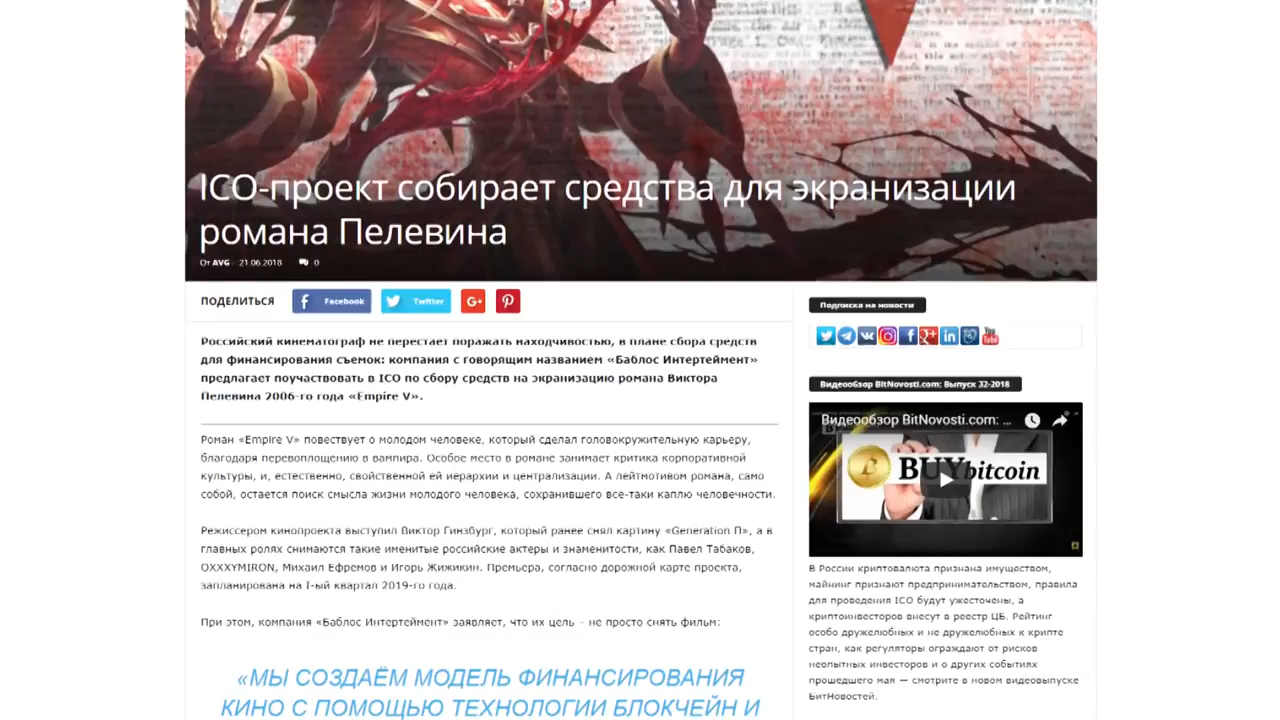 ICO-проект собирает средства для экранизации
романа Пелевина
От AVG - 21.06.2018 0
ПОДЕЛИТЬСЯ
Facebook
Twitter
G+
Российский кинематограф не перестает поражать находчивостью, в плане сбора средств
для финансирования съемок: компания с говорящим названием «Баблос Интертеймент»
предлагает поучаствовать в ICO по сбору средств на экранизацию романа Виктора
Пелевина 2006-го года «Empire V».
Роман «Empire V» повествует о молодом человеке, который сделал головокружительную карьеру,
благодаря перевоплощению в вампира. Особое место в романе занимает критика корпоративной
культуры, и, естественно, свойственной ей иерархии и централизации. А лейтмотивом романа, само
собой, остается поиск смысла жизни молодого человека, сохранившего все-таки каплю человечности.
Режиссером кинопроекта выступил Виктор Гинзбург, который ранее снял картину «Generation П», а в
главных ролях снимаются такие именитые российские актеры и знаменитости, как Павел Табаков,
OXXXYMIRON, Михаил Ефремов и Игорь Жижикин. Премьера, согласно дорожной карте проекта,
запланирована на I-ый квартал 2019-го года.
При этом, компания «Баблос Интертеймент» заявляет, что их цель – не просто снять фильм:
«МЫ СОЗДАЁМ МОДЕЛЬ ФИНАНСИРОВАНИЯ
КИНО С ПОМОЩЬЮ ТЕХНОЛОГИИ БЛОКЧЕЙН И
Подписка на новости
Видеообзор BitNovosti.com: Выпуск 32-2018
Видеообзор BitNovosti.com: ...
BUYbitcoin
В России криптовалюта признана имуществом,
майнинг признают предпринимательством, правила
для проведения ICO будут ужесточены, а
криптоинвесторов внесут в реестр ЦБ. Рейтинг
особо дружелюбных и не дружелюбных к крипте
стран, как регуляторы ограждают от рисков
неопытных инвесторов и о других событиях
прошедшего мая — смотрите в новом видеовыпуске
БитНовостей.